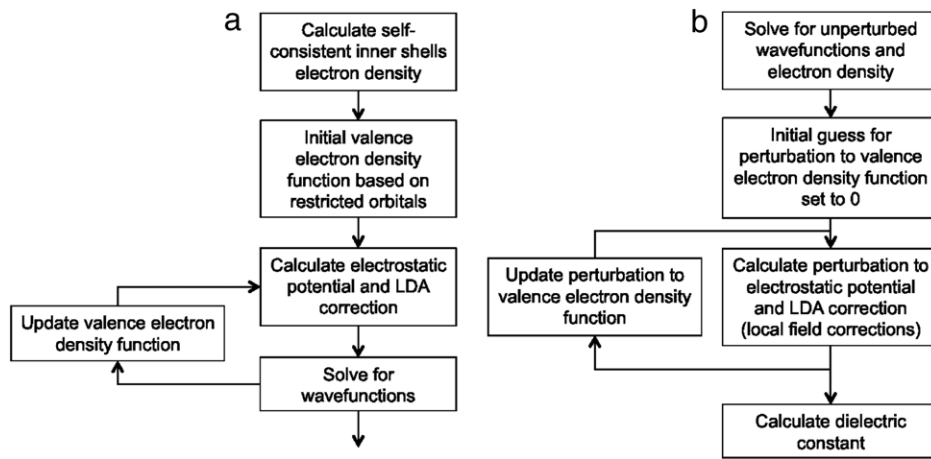 a
Calculate self-
consistent inner shells
electron density
Initial valence
electron density
function based on
restricted orbitals
Calculate electrostatic
potential and LDA
correction
Update valence electron
density function
Solve for
wavefunctions
b
Solve for unperturbed
wavefunctions and
electron density
Initial guess for
perturbation to valence
electron density function
set to 0
Update perturbation to
valence electron density
function
Calculate perturbation to
electrostatic potential
and LDA correction
(local field corrections)
Calculate dielectric
constant